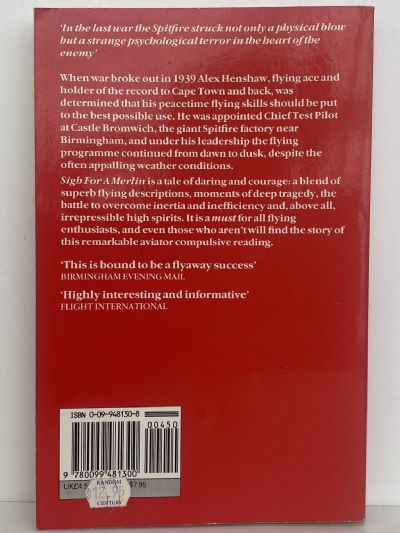 'In the last war the Spitfire struck not only a physical blow
but a strange psychological terror in the heart of the
enemy'
When war broke out in 1939 Alex Henshaw, flying ace and
holder of the record to Cape Town and back, was
determined that his peacetime flying skills should be put
to the best possible use. He was appointed Chief Test Pilot
at Castle Bromwich, the giant Spitfire factory near
Birmingham, and under his leadership the flying
programme continued from dawn to dusk, despite the
often appalling weather conditions.
Sigh For A Merlin is a tale of daring and courage: a blend of
superb flying descriptions, moments of deep tragedy, the
battle to overcome inertia and inefficiency and, above all,
irrepressible high spirits. It is a must for all flying
enthusiasts, and even those who aren't will find the story of
this remarkable aviator compulsive reading.
'This is bound to be a flyaway success'
BIRMINGHAM EVENING MAIL
'Highly interesting and informative'
FLIGHT INTERNATIONAL
ISBN 0-09-948130-8
00450
9 780099 481300
RANDOM
$12.95
CENTURY
UK£4.5
$7.95